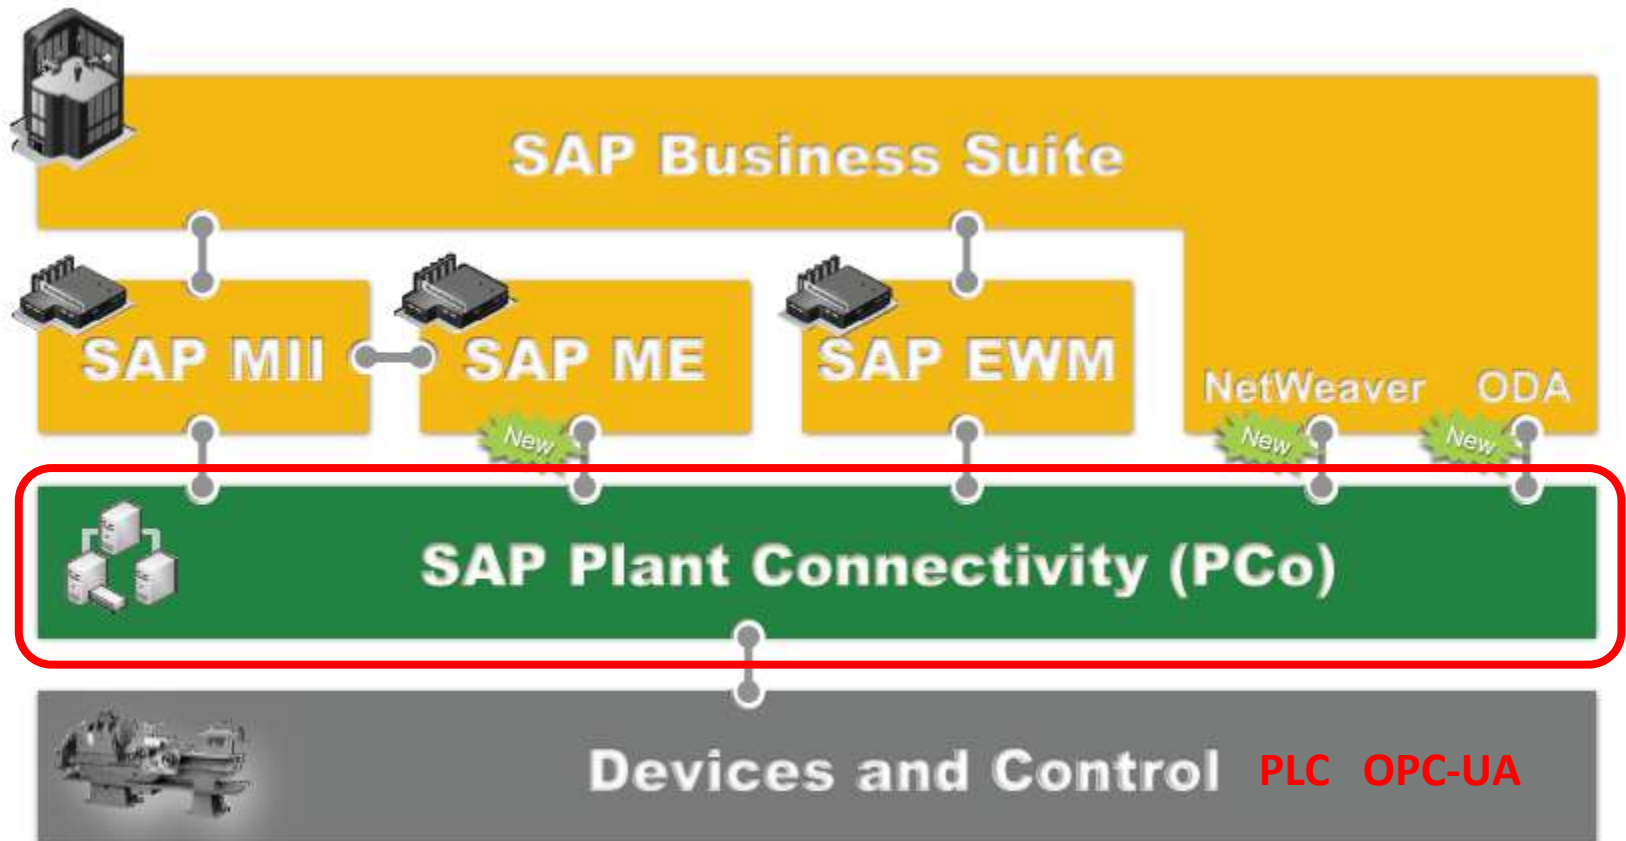 SAP Business Suite
SAP MII
SAP ME
SAP EWM
NetWeaver
ODA
New
New
New
SAP Plant Connectivity (PCo)
Devices and Control PLC OPC-UA